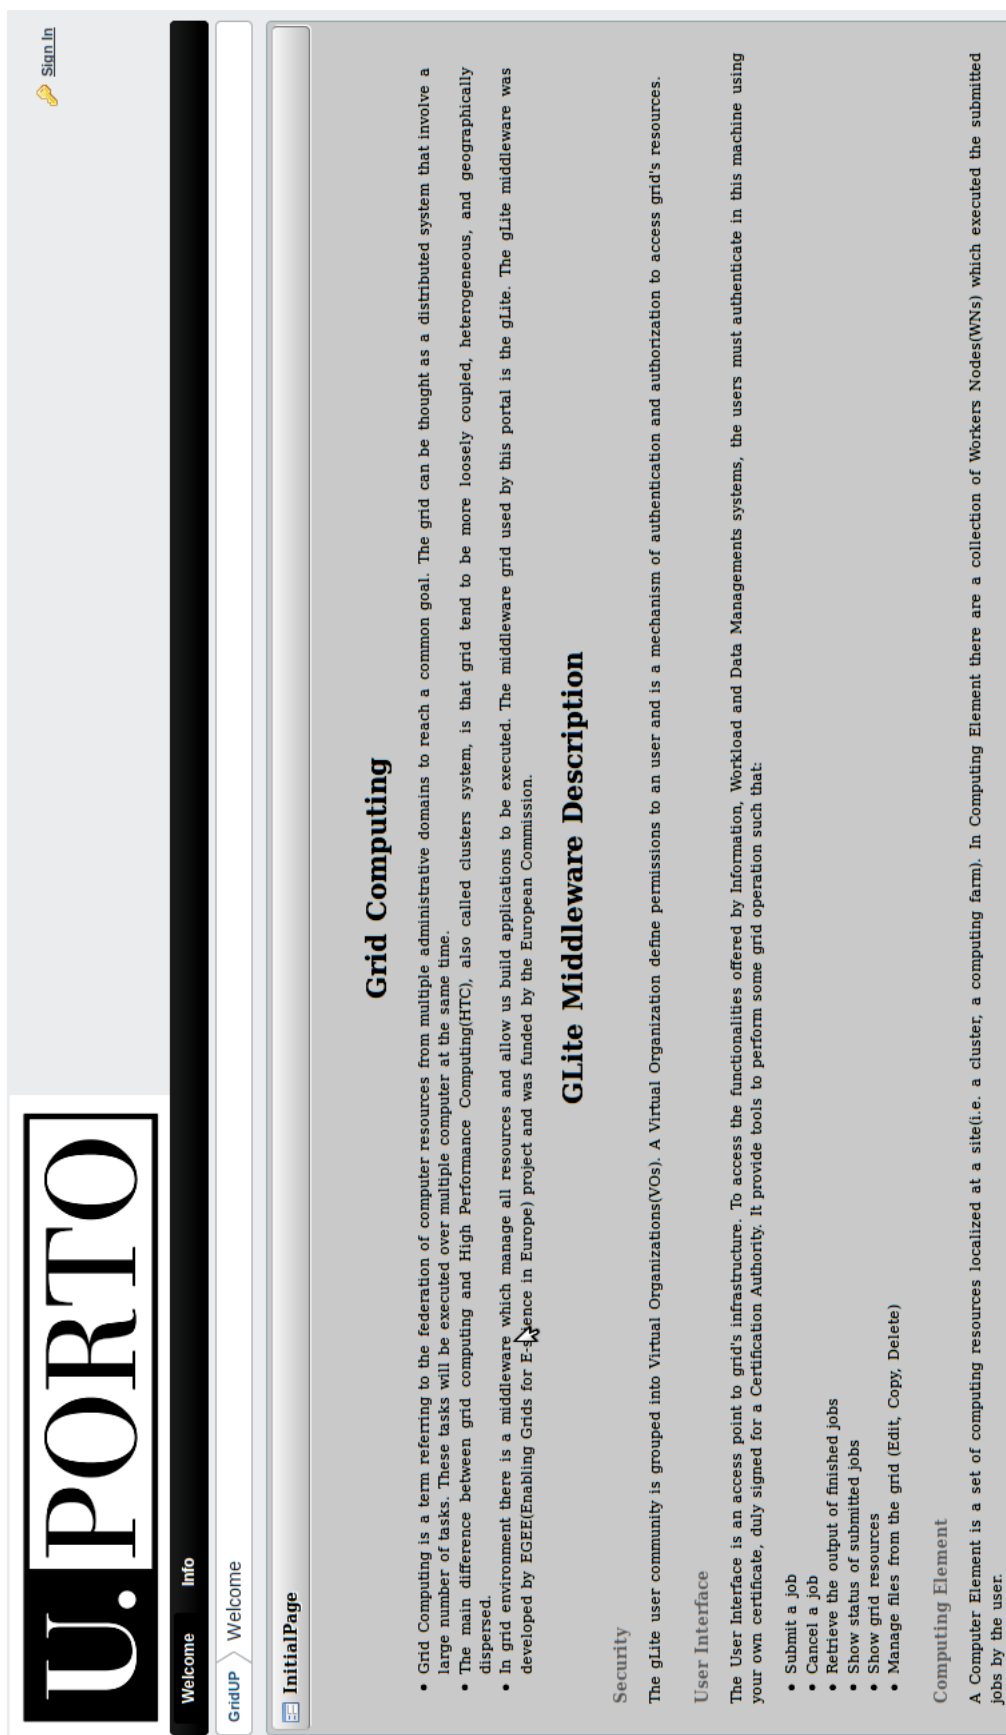 U.PORTO
Sign In
Welcome Info
GridUP Welcome
InitialPage
Grid Computing
• Grid Computing is a term referring to the federation of computer resources from multiple administrative domains to reach a common goal. The grid can be thought as a distributed system that involve a
large number of tasks. These tasks will be executed over multiple computer at the same time.
• The main difference between grid computing and High Performance Computing(HTC), also called clusters system, is that grid tend to be more loosely coupled, heterogeneous, and geographically
dispersed.
• In grid environment there is a middleware which manage all resources and allow us build applications to be executed. The middleware grid used by this portal is the gLite. The gLite middleware was
developed by EGEE(Enabling Grids for E-science in Europe) project and was funded by the European Commission.
GLite Middleware Description
Security
The gLite user community is grouped into Virtual Organizations(VOs). A Virtual Organization define permissions to an user and is a mechanism of authentication and authorization to access grid's resources.
User Interface
The User Interface is an access point to grid's infrastructure. To access the functionalities offered by Information, Workload and Data Managements systems, the users must authenticate in this machine using
your own certificate, duly signed for a Certification Authority. It provide tools to perform some grid operation such that:
• Submit a job
• Cancel a job
• Retrieve the output of finished jobs
• Show status of submitted jobs
• Show grid resources
• Manage files from the grid (Edit, Copy, Delete)
Computing Element
A Computer Element is a set of computing resources localized at a site(i.e. a cluster, a computing farm). In Computing Element there are a collection of Workers Nodes(WNs) which executed the submitted
jobs by the user.